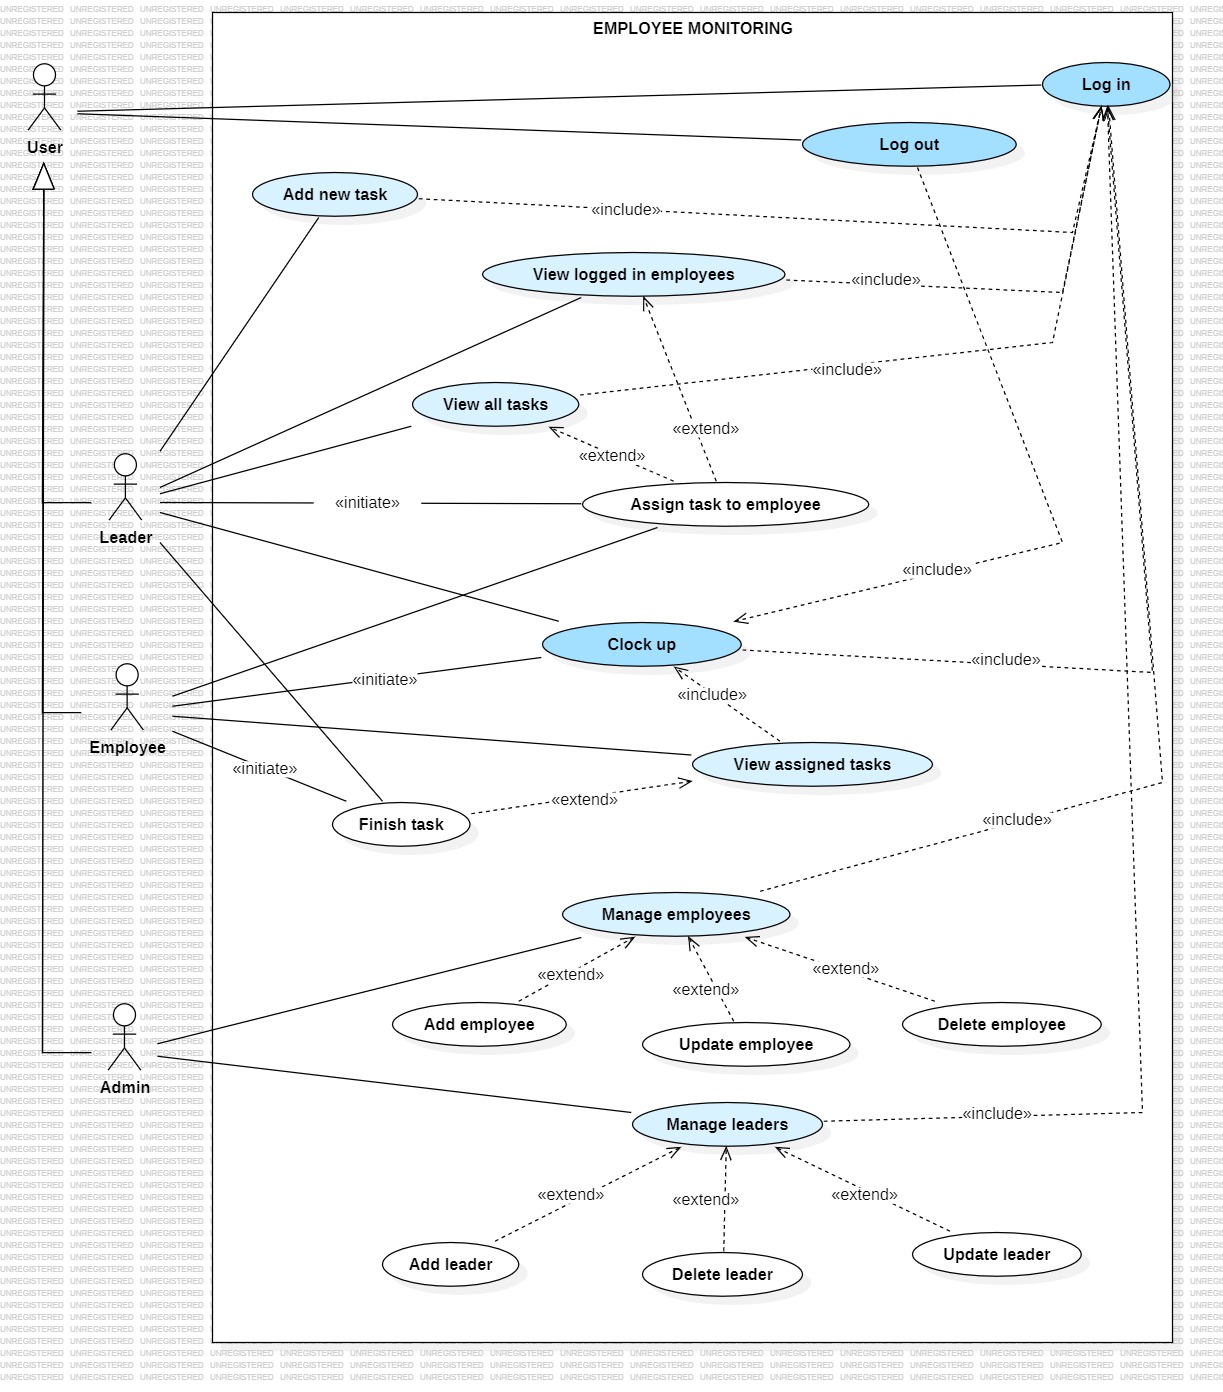 EMPLOYEE MONITORING
Log in
User
Log out
Add new task
«include»
View logged in employees
«include»
«include»
View all tasks
«extend»
«extend»
«initiate»
Assign task to employee
Leader
«include»
Clock up
«include»
«initiate»
«include»
Employee
View assigned tasks
«initiate»
«extend»
Finish task
«include»
Manage employees
«extend»
«extend»
«extend»
Add employee
Update employee
Delete employee
Admin
Manage leaders
«include»
«extend»
«extend»
«extend»
Add leader
Delete leader
Update leader
UNREGISTERED